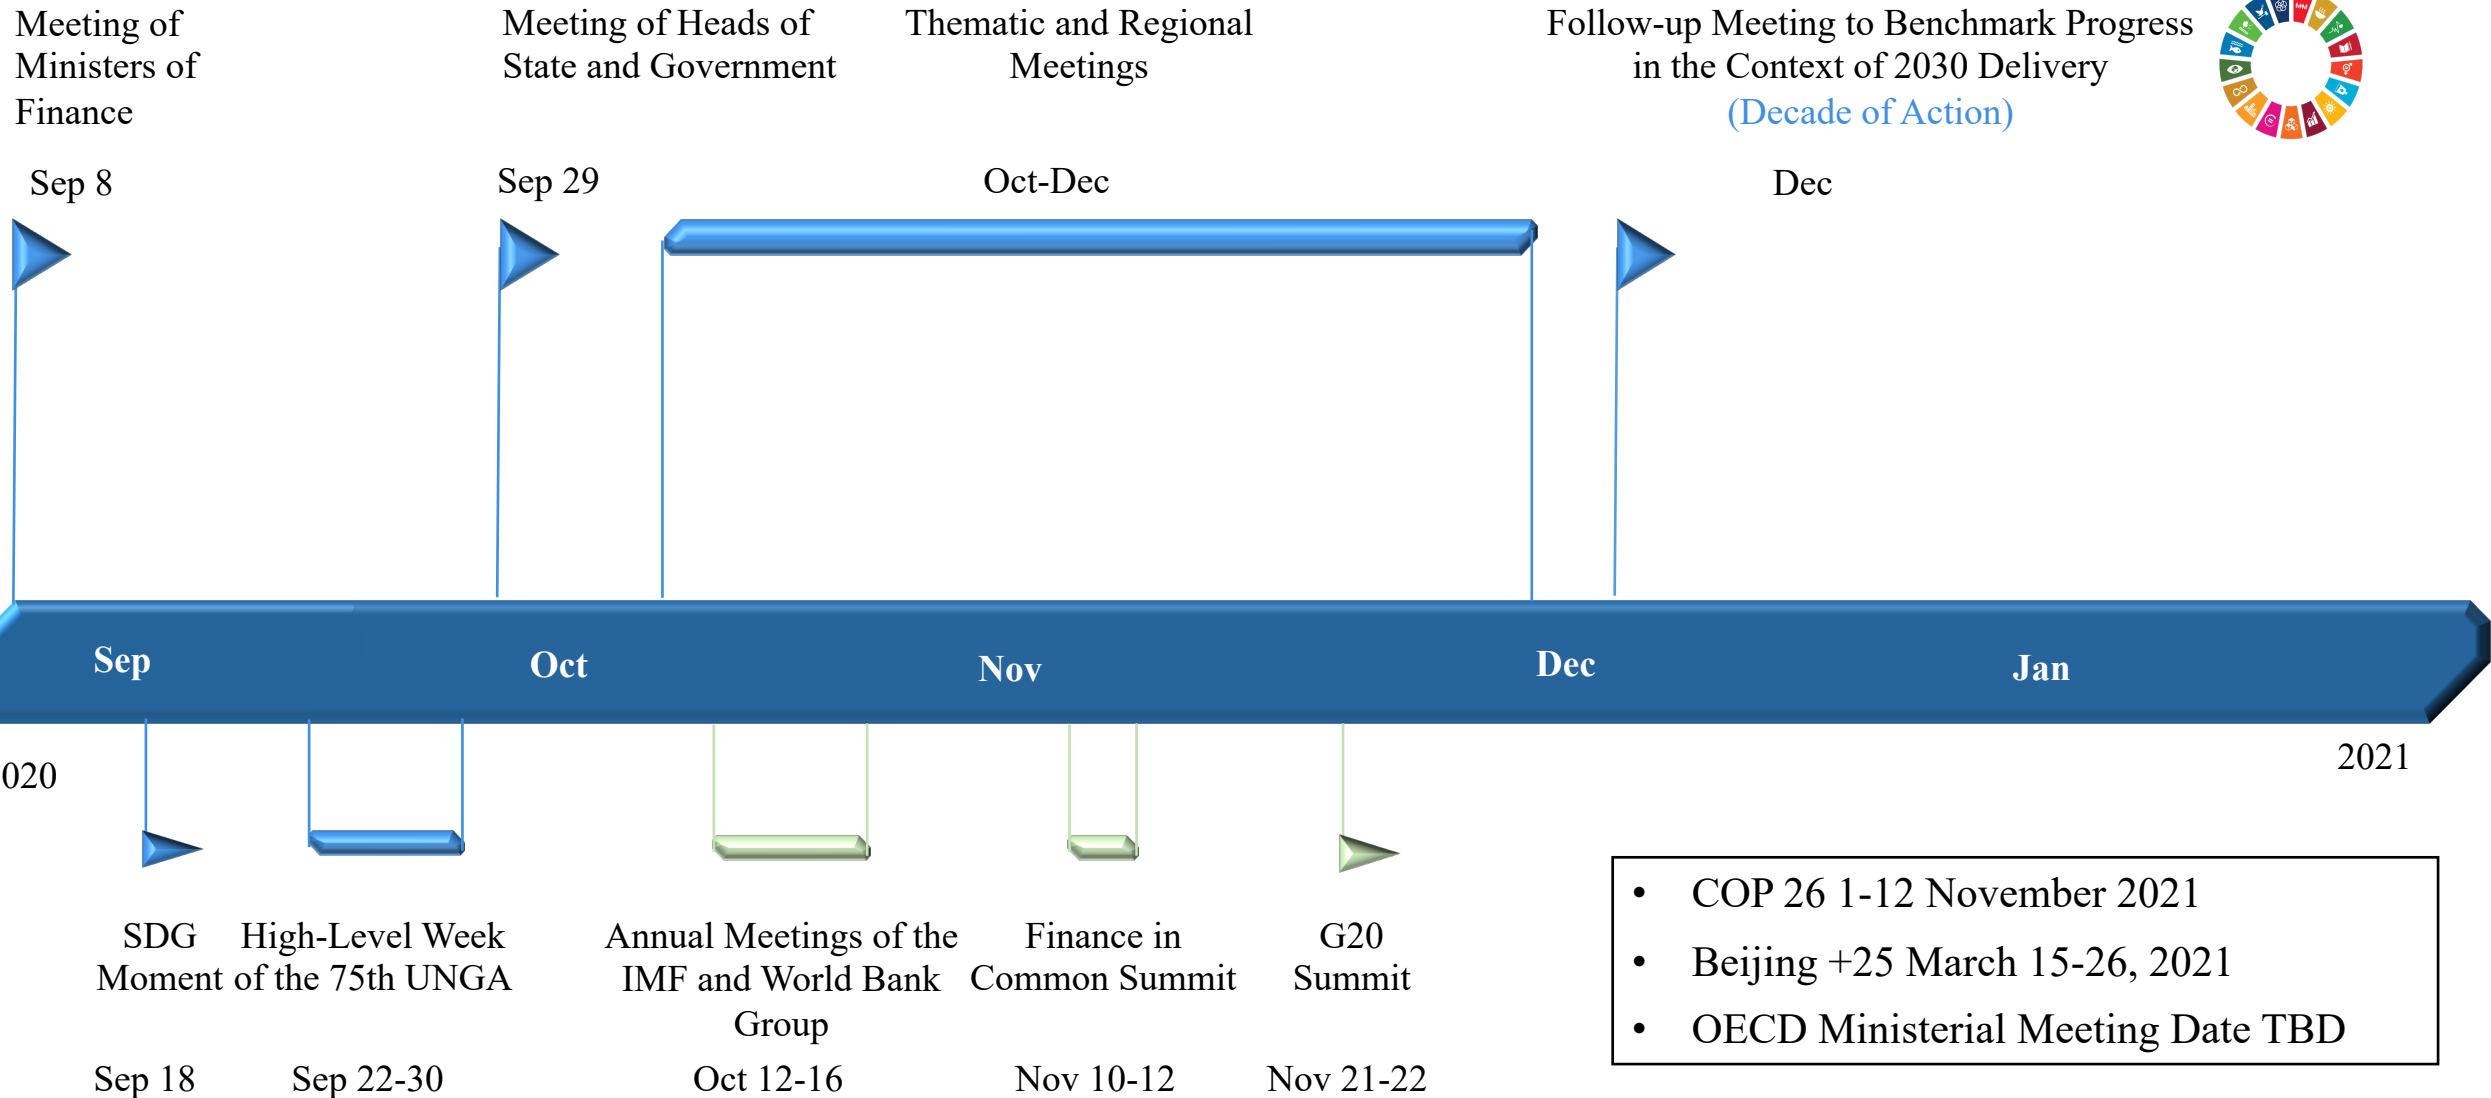 Meeting of
Ministers of
Finance
Meeting of Heads of
State and Government
Thematic and Regional
Meetings
Follow-up Meeting to Benchmark Progress
in the Context of 2030 Delivery
(Decade of Action)
Sep 8
Sep 29
Oct-Dec
Dec
Sep
Oct
Nov
Dec
Jan
020
2021
SDG
Moment
High-Level Week
of the 75th UNGA
Annual Meetings of the
IMF and World Bank
Group
Finance in
Common Summit
G20
Summit
Sep 18
Sep 22-30
Oct 12-16
Nov 10-12
Nov 21-22
• COP 26 1-12 November 2021
• Beijing +25 March 15-26, 2021
• OECD Ministerial Meeting Date TBD